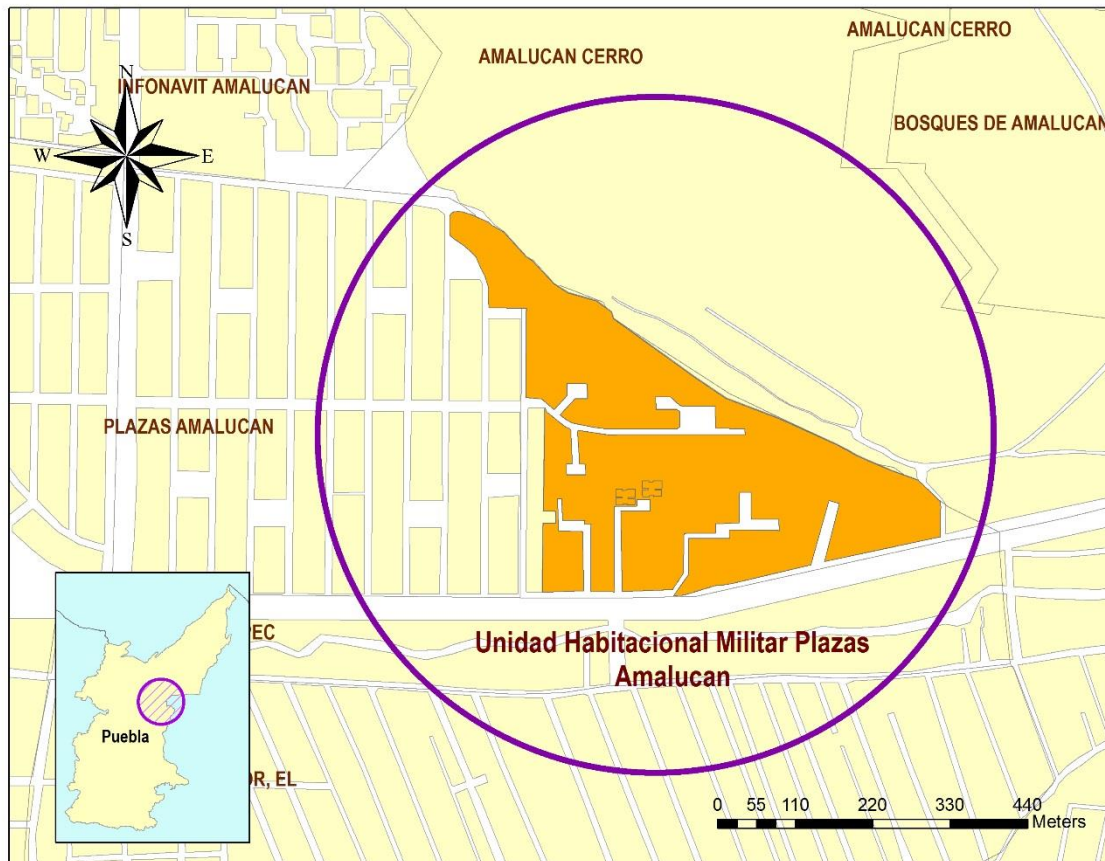 AMALUCAN CERRO
AMALUCAN CERRO
INFONAVIT AMALUCAN
BOSQUES DE AMALUCAN
N
W
E
S
PLAZAS AMALUCAN
PEC
Unidad Habitacional Militar Plazas
Amalucan
Puebla
OR, EL
0 55 110 220 330 440
Meters